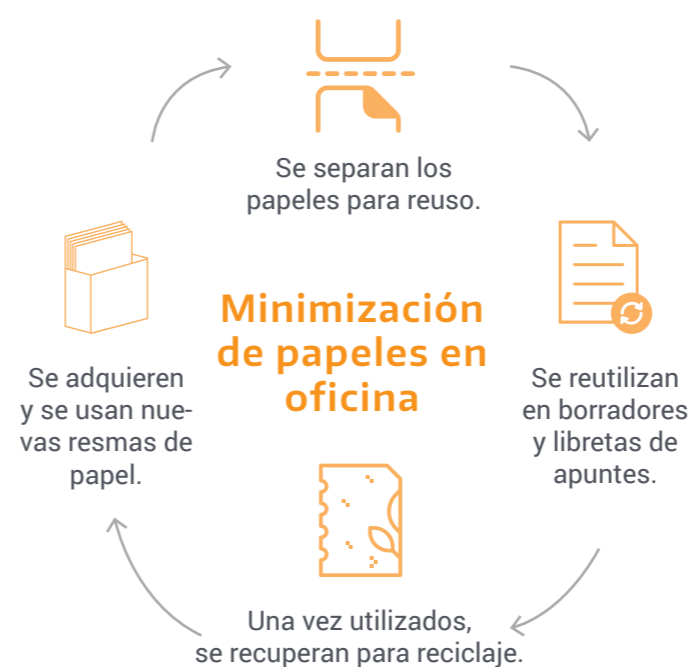 Se separan los
papeles para reuso.
Minimización
de papeles en
oficina
Se reutilizan
en borradores
y libretas de
apuntes.
Una vez utilizados,
se recuperan para reciclaje.
Se adquieren
y se usan nue-
vas resmas de
papel.